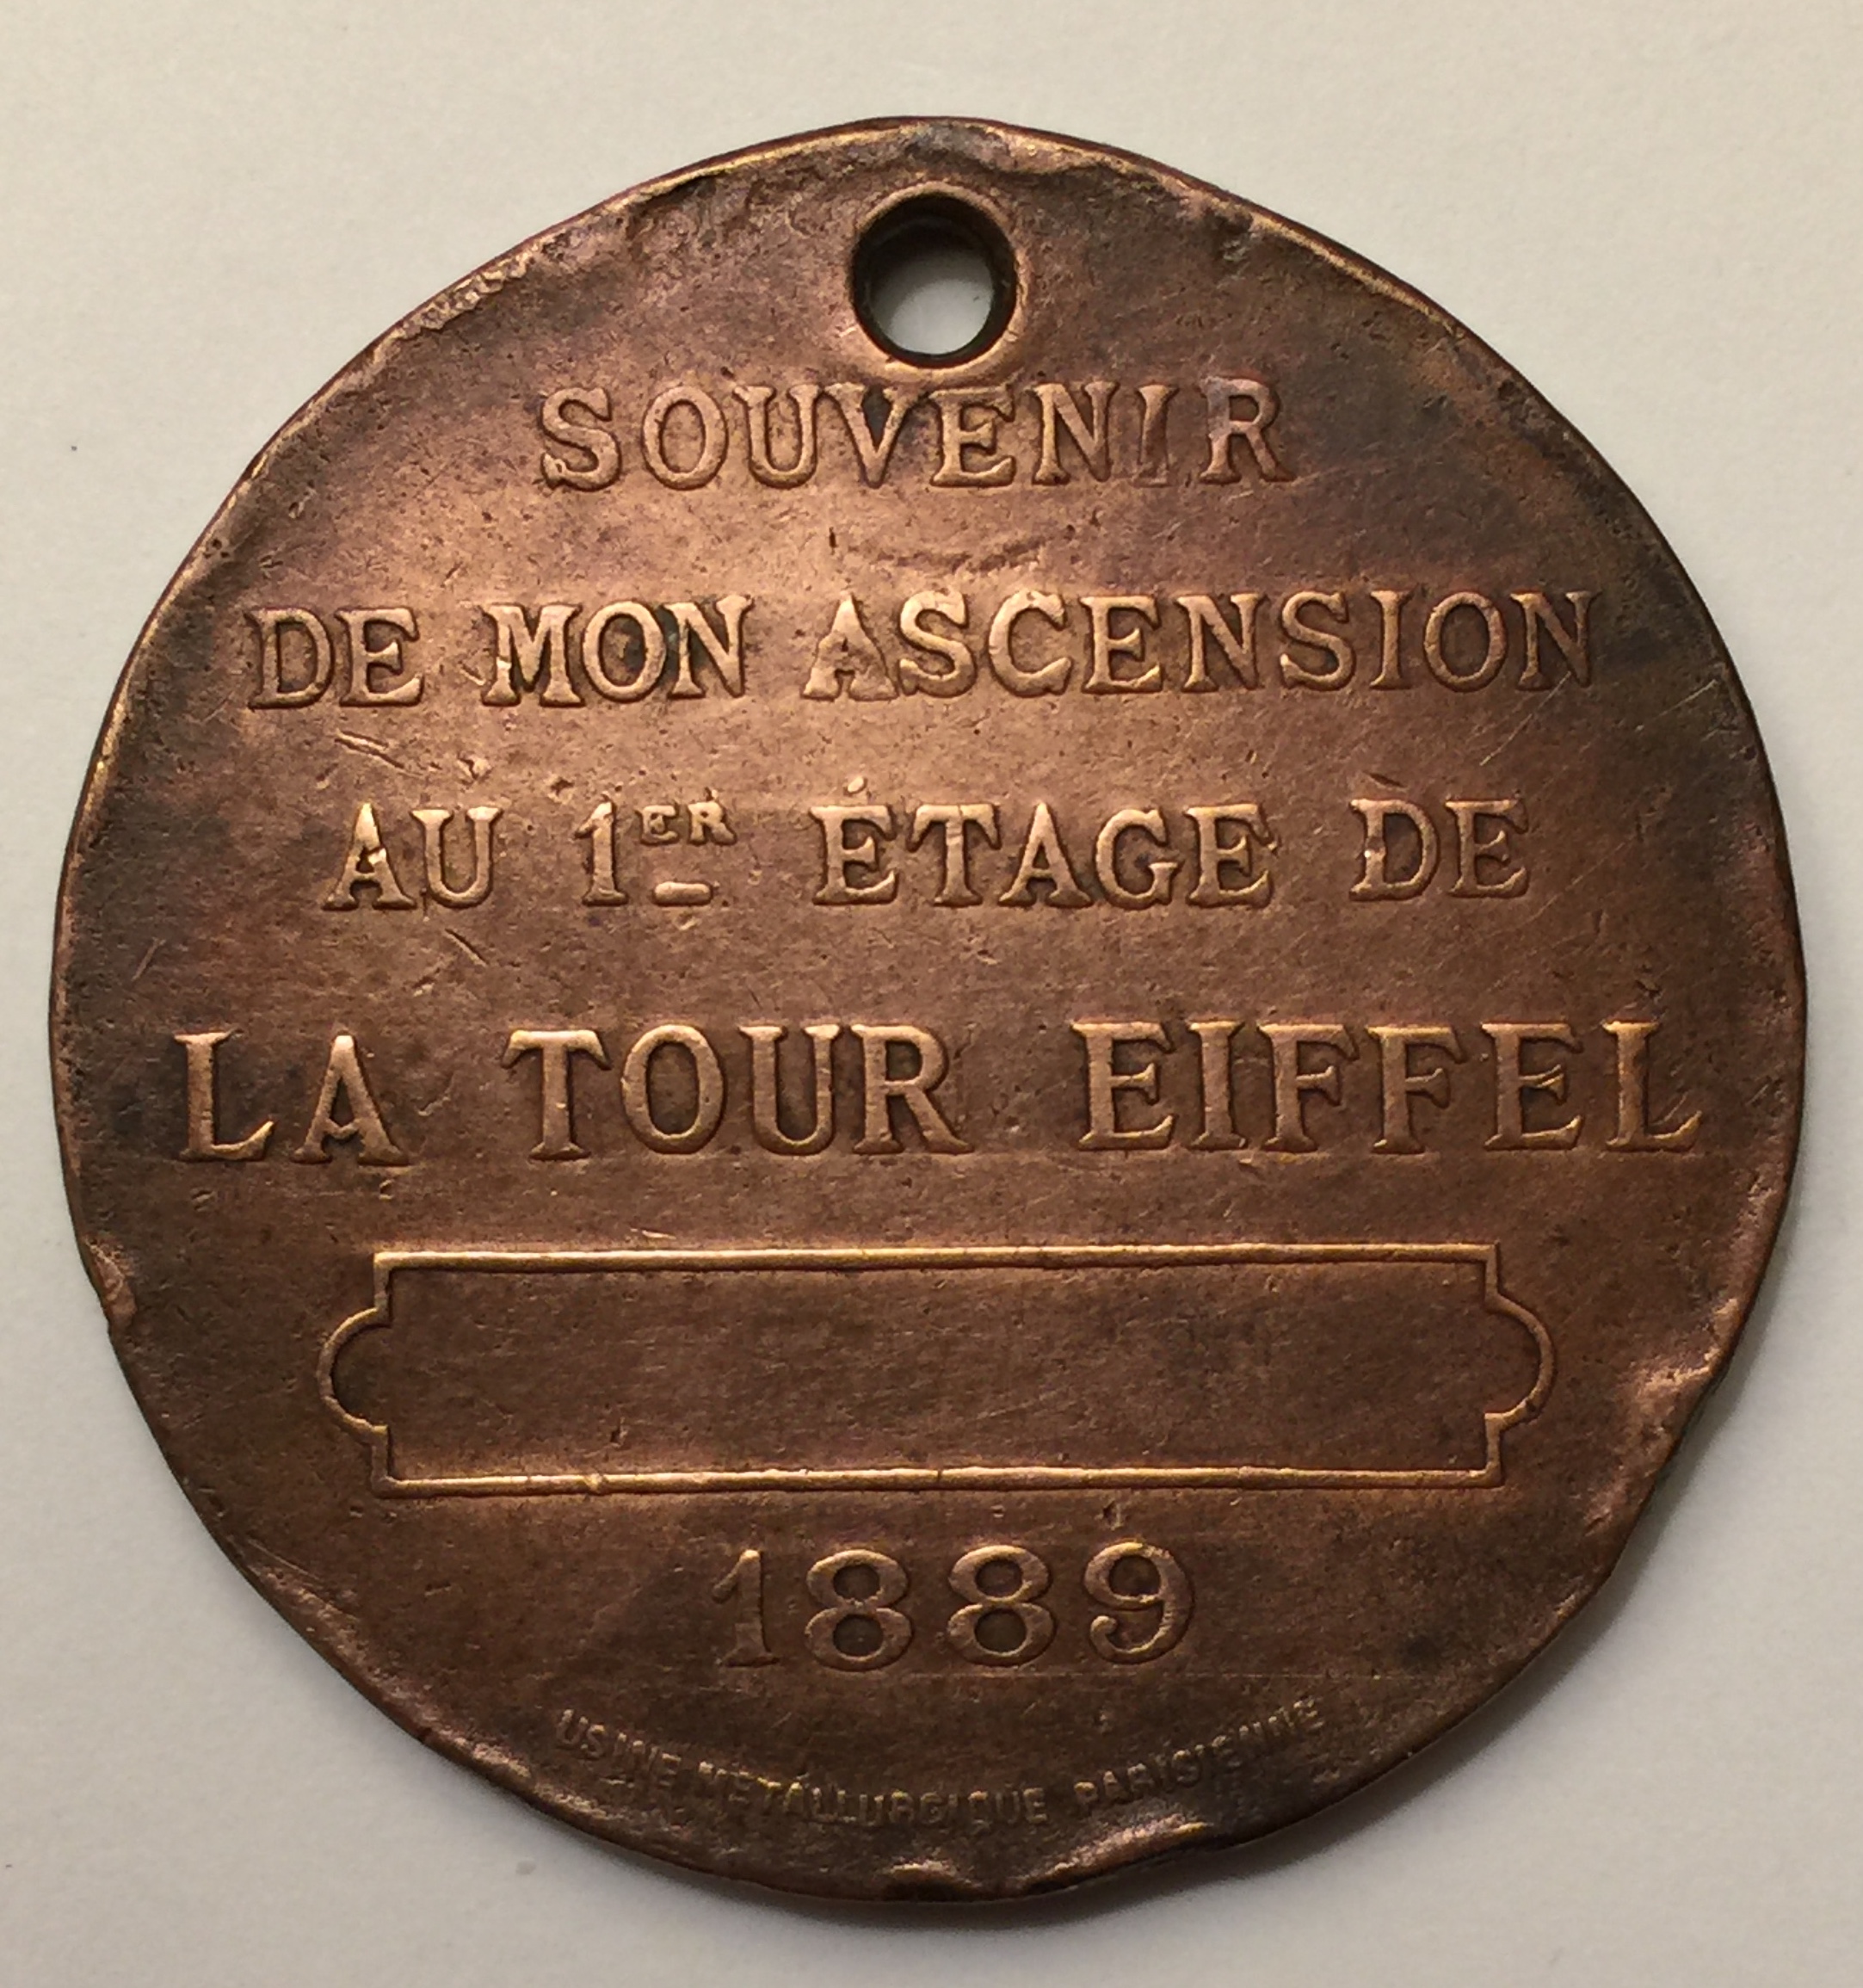 SOUVENIR
DE MON ASCENSION
AU 1ER ÉTAGE DE
LA TOUR EIFFEL
1889
USINE METALLURGIQUE PARISIENNE